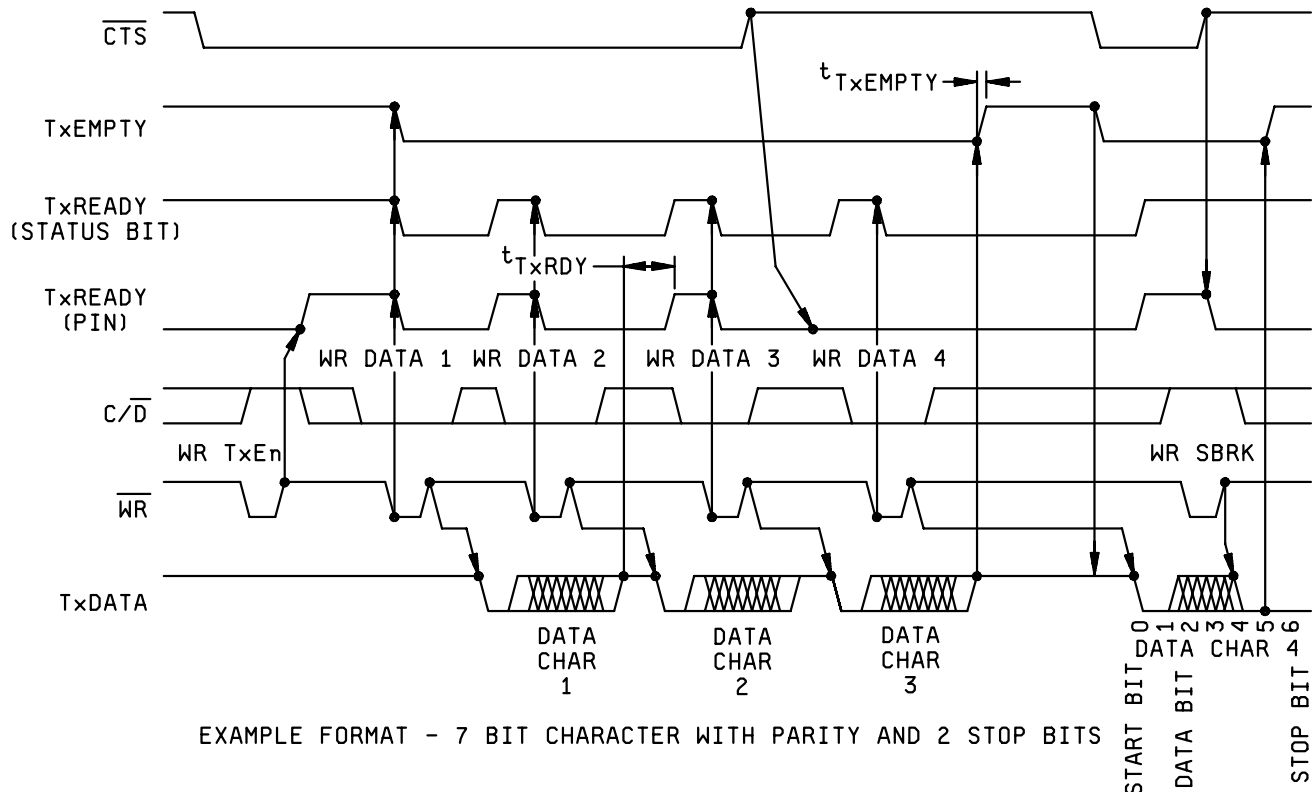 CTS
t TxEMPTY
TxEMPTY
TxREADY
(STATUS BIT)
t TxRDY
TxREADY
(PIN)
WR DATA 1 WR DATA 2 WR DATA 3 WR DATA 4
C/D
WR TxEn WR SBRK
WR
TxDATA
DATA
CHAR
1
DATA
CHAR
2
DATA
CHAR
3
0 1 2 3 4 5 6
DATA CHAR 4
START BIT
DATA BIT
STOP BIT
EXAMPLE FORMAT - 7 BIT CHARACTER WITH PARITY AND 2 STOP BITS